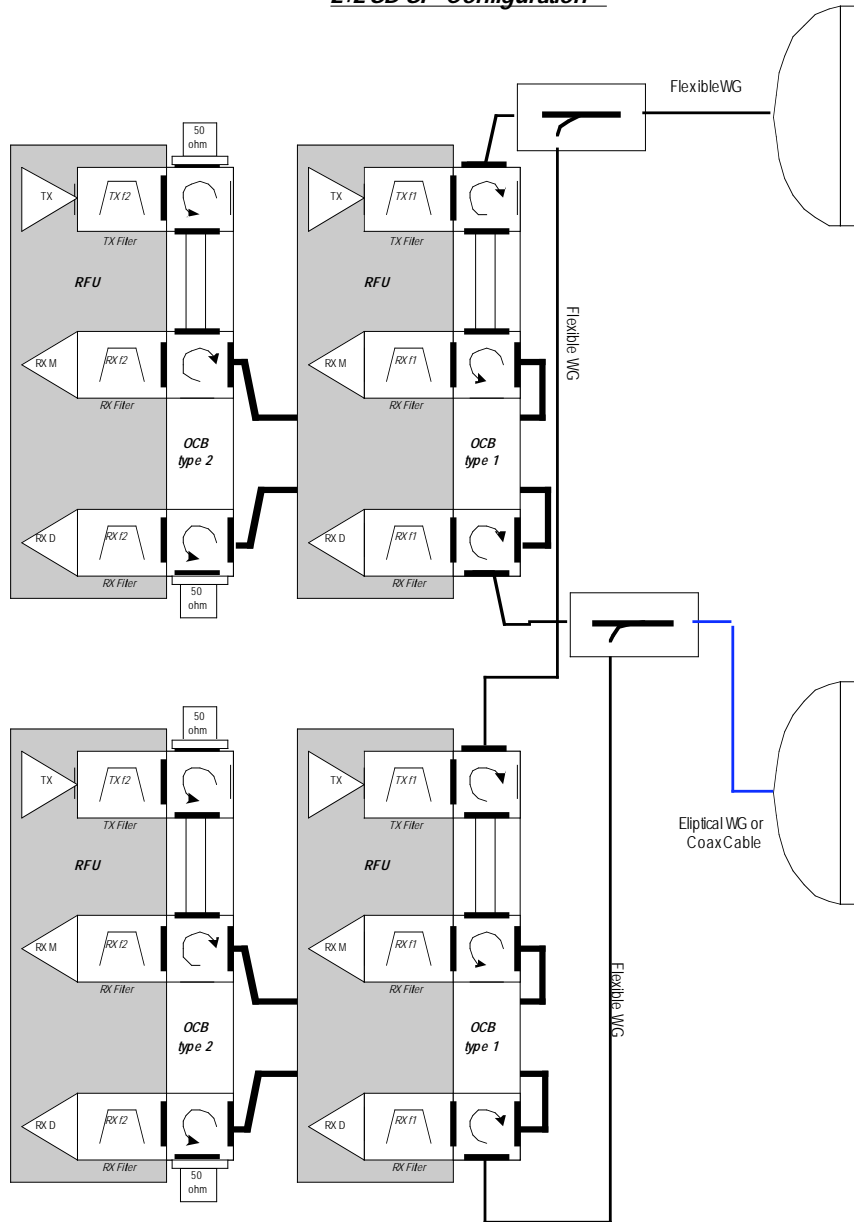 2+2 SD SP Configuration
FlexibleWG
50
ohm
TX
TX f2
TX Filter
TX
TX f1
TX Filter
RFU
RFU
Flexible WG
RX M
RX f2
RX Filter
RX M
RX f1
RX Filter
OCB
type 2
OCB
type 1
RX D
RX f2
RX Filter
RX D
RX f1
RX Filter
50
ohm
50
ohm
TX
TX f2
TX Filter
TX
TX f1
TX Filter
Eliptical WG or
Coax Cable
RFU
RFU
RX M
RX f2
RX Filter
RX M
RX f1
RX Filter
Flexible WG
OCB
type 2
OCB
type 1
RX D
RX f2
RX Filter
RX D
RX f1
RX Filter
50
ohm